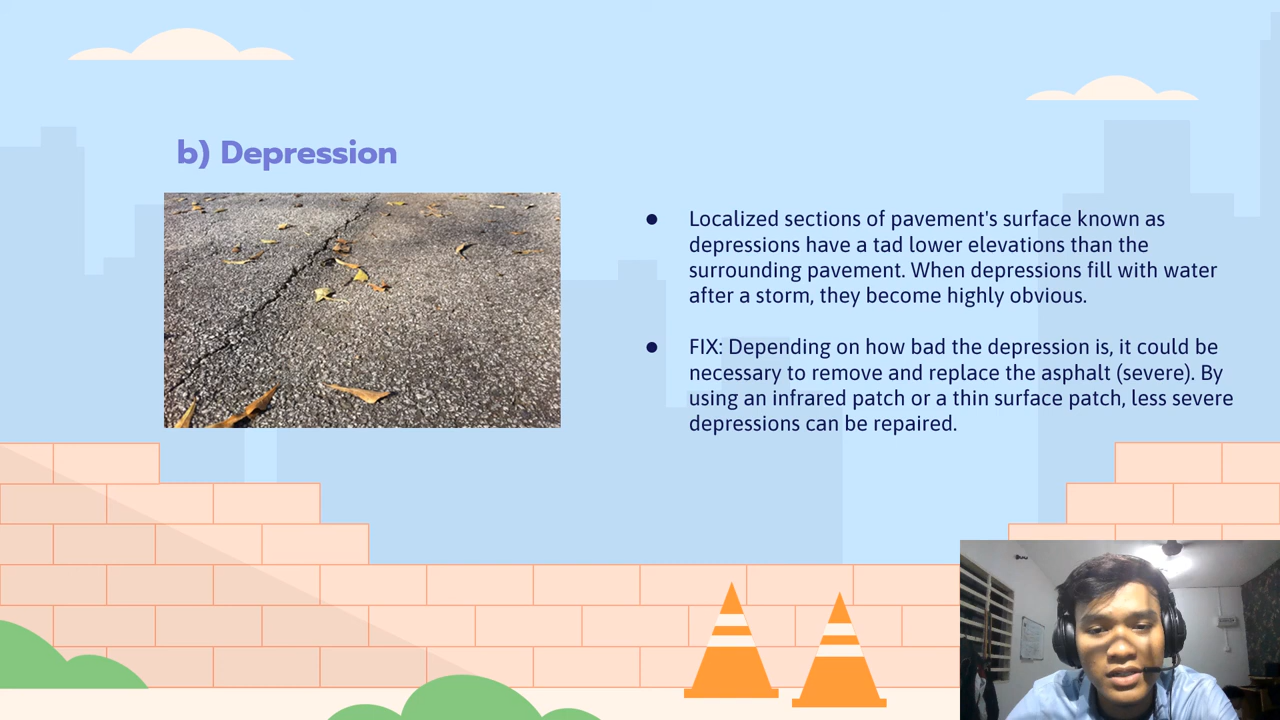 b) Depression
● Localized sections of pavement's surface known as
depressions have a tad lower elevations than the
surrounding pavement. When depressions fill with water
after a storm, they become highly obvious.
● FIX: Depending on how bad the depression is, it could be
necessary to remove and replace the asphalt (severe). By
using an infrared patch or a thin surface patch, less severe
depressions can be repaired.